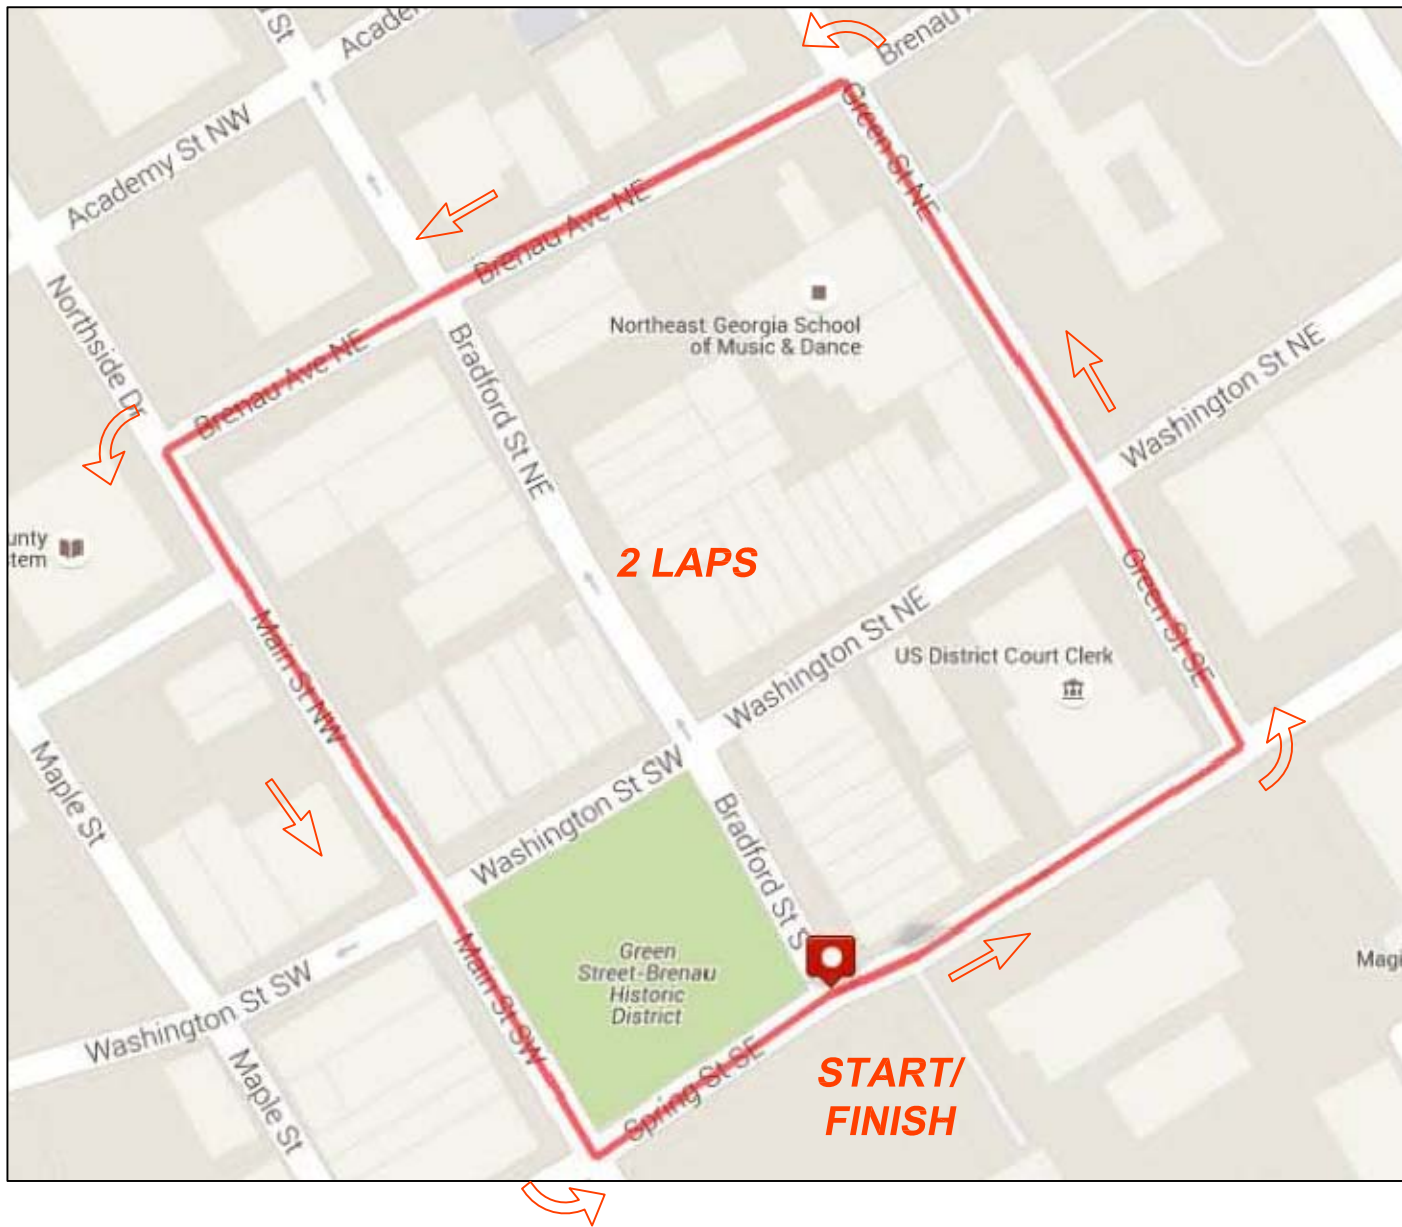 St
Academ
Brenau
Academy St NW
Green St NE
Brenau Ave NE
Northside Dr
Northeast Georgia School
of Music & Dance
Bradford St NE
Washington St NE
Brenau Ave NE
unty
tem
2 LAPS
Green St SE
Washington St NE
Main St NW
US District Court Clerk
Maple St
Washington St SW
Bradford St S
Main St SW
Green
Street-Brenau
Historic
District
Magi
Washington St SW
Maple St
Spring St SE
START/
FINISH